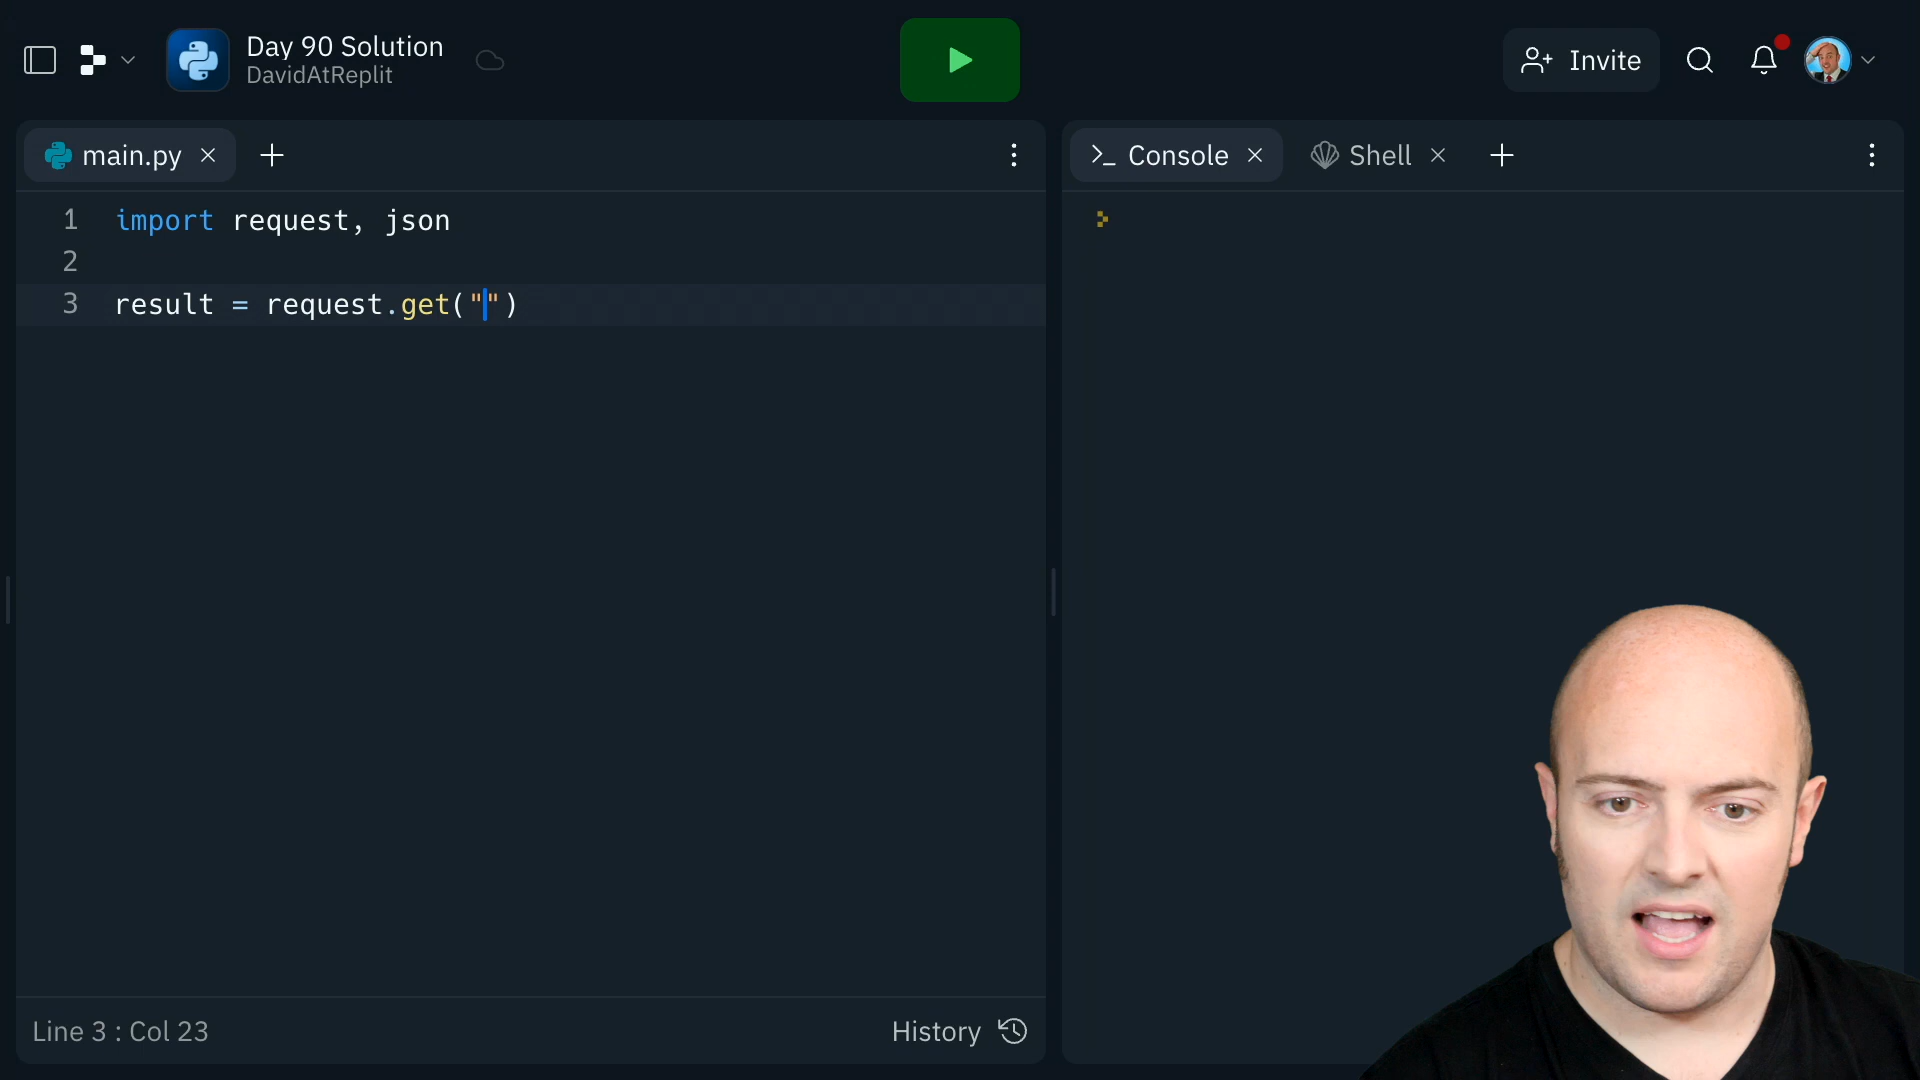 Day 90 Solution
DavidAtReplit
Invite
main.py
Console
Shell
1 import request, json
2
3 result = request.get("")
Line 3 : Col 23
History